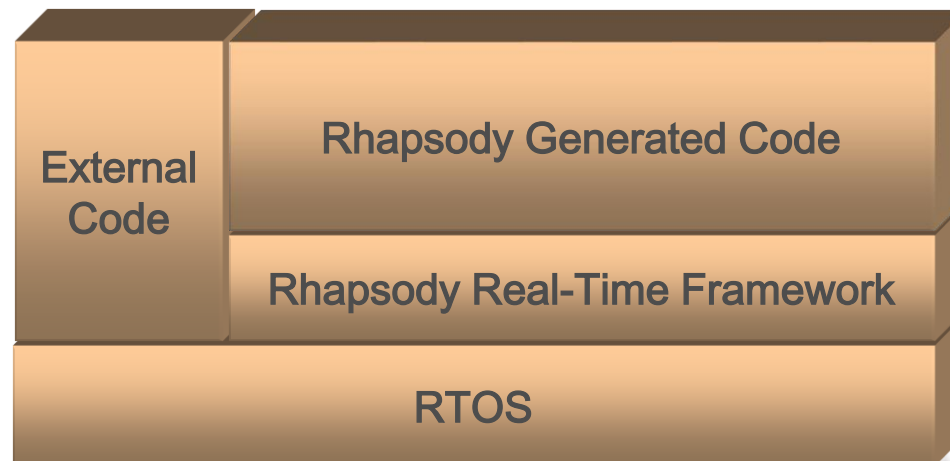 External
Code
Rhapsody Generated Code
Rhapsody Real-Time Framework
RTOS